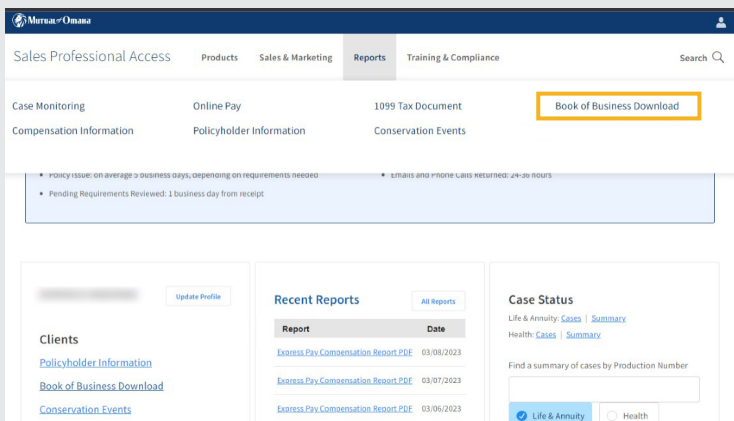 Mutual of Omaha
Sales Professional Access
Products
Sales & Marketing
Reports
Training & Compliance
Search
Case Monitoring
Online Pay
1099 Tax Document
Book of Business Download
Compensation Information
Policyholder Information
Conservation Events
• Policy Issue: on average 5 business days, depending on requirements needed
• Emails and Phone Calls Returned: 24-36 hours
• Pending Requirements Reviewed: 1 business day from receipt
Update Profile
Clients
Policyholder Information
Book of Business Download
Conservation Events
Recent Reports
All Reports
Report Date
Express Pay Compensation Report PDF 03/08/2023
Express Pay Compensation Report PDF 03/07/2023
Express Pay Compensation Report PDF 03/06/2023
Case Status
Life & Annuity: Cases | Summary
Health: Cases | Summary
Find a summary of cases by Production Number
Life & Annuity
Health